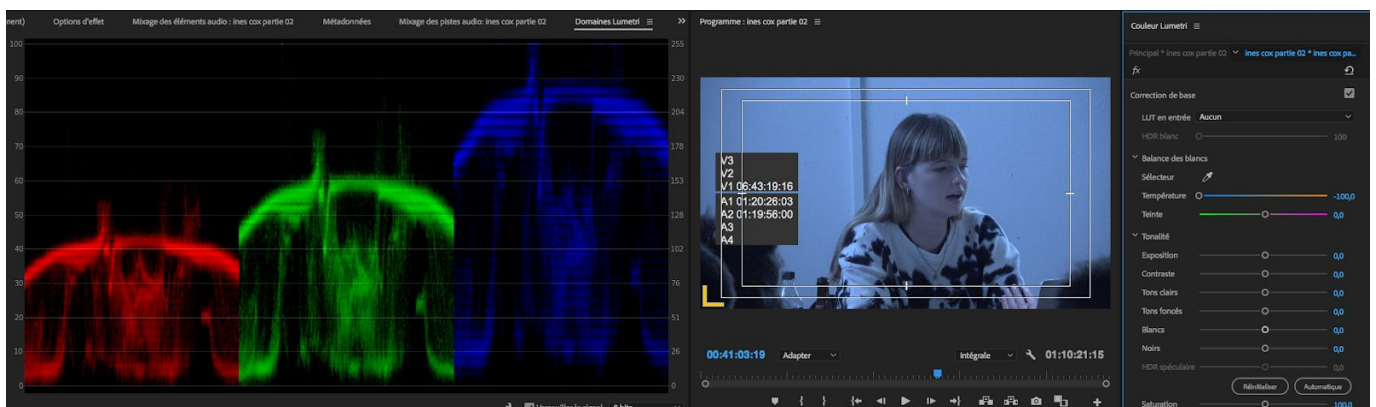 nent)
Options d'effet
Mixage des éléments audio : ines cox partie 02
Métadonnées
Mixage des pistes audio: ines cox partie 02
Domaines Lumetri
100
90
80
70
60
50
40
30
20
10
0
255
230
204
178
153
128
102
76
51
26
0
8 bits
Programme : ines cox partie 02
V3
V2
V1 06:43:19:16
A1 01:20:26:03
A2 01:19:56:00
A3
A4
00:41:03:19
Adapter
Intégrale
01:10:21:15
Couleur Lumetri
Principal * ines cox partie 02
ines cox partie 02 * ines cox pa...
fx
Correction de base
LUT en entrée Aucun
HDR blanc 100
Balance des blancs
Sélecteur
Température -100,0
Teinte 0,0
Tonalité
Exposition 0,0
Contraste 0,0
Tons clairs 0,0
Tons foncés 0,0
Blancs 0,0
Noirs 0,0
HDR spéculaire 0,0
Réinitialiser Automatique
Saturation 100,0